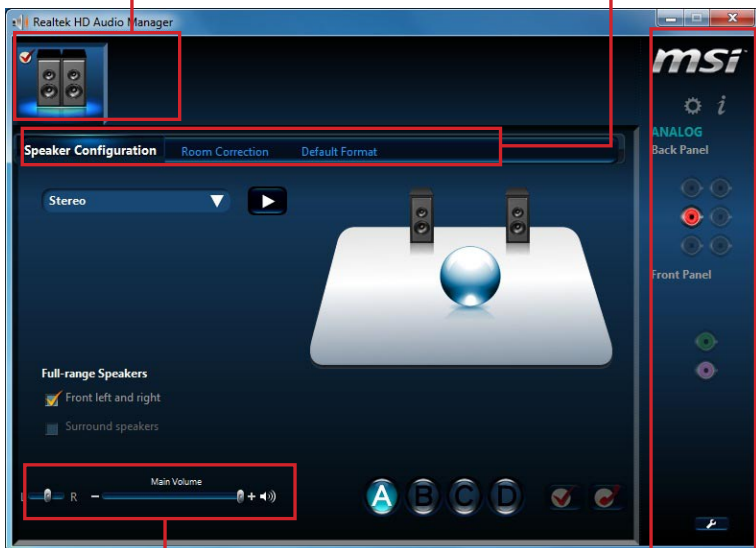 Realtek HD Audio Manager
msi
i
ANALOG
Back Panel
Speaker Configuration
Room Correction
Default Format
Stereo
Front Panel
Full-range Speakers
Front left and right
Surround speakers
Main Volume
L R - +
A B C D